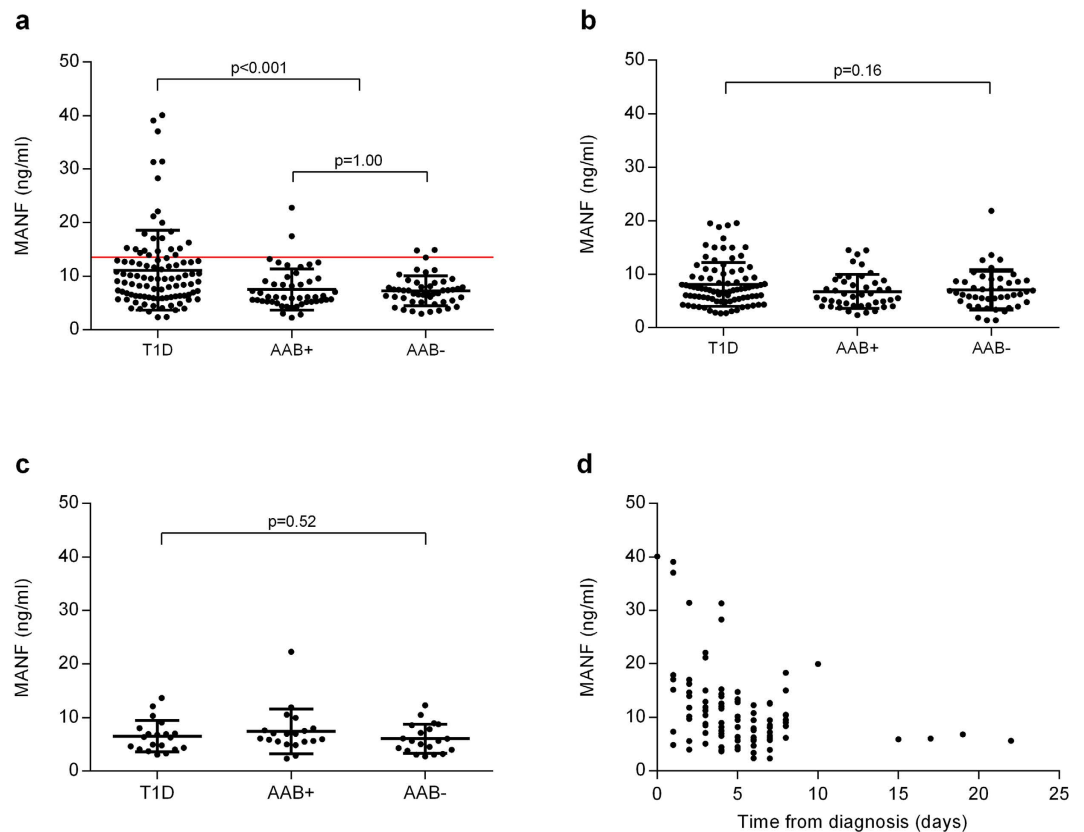 a
50
40
30
20
10
0
MANF (ng/ml)
p<0.001
p=1.00
T1D AAB+ AAB-
b
50
40
30
20
10
0
MANF (ng/ml)
p=0.16
T1D AAB+ AAB-
c
50
40
30
20
10
0
MANF (ng/ml)
p=0.52
T1D AAB+ AAB-
d
50
40
30
20
10
0
MANF (ng/ml)
0 5 10 15 20 25
Time from diagnosis (days)